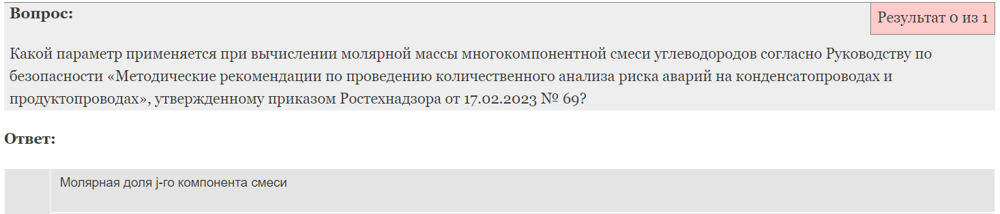 Вопрос:
Результат 0 из 1
Какой параметр применяется при вычислении молярной массы многокомпонентной смеси углеводородов согласно Руководству по
безопасности «Методические рекомендации по проведению количественного анализа риска аварий на конденсатопроводах и
продуктопроводах», утвержденному приказом Ростехнадзора от 17.02.2023 № 69?
Ответ:
Молярная доля j-го компонента смеси